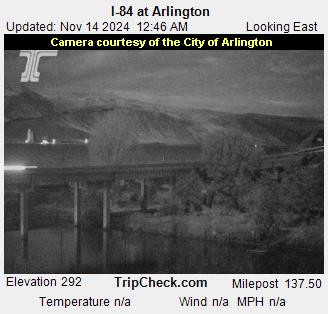 I-84 at Arlington
Updated: Nov 14 2024 12:46 AM Looking East
Camera courtesy of the City of Arlington
Elevation 292 TripCheck.com Milepost 137.50
Temperature n/a Wind n/a MPH n/a